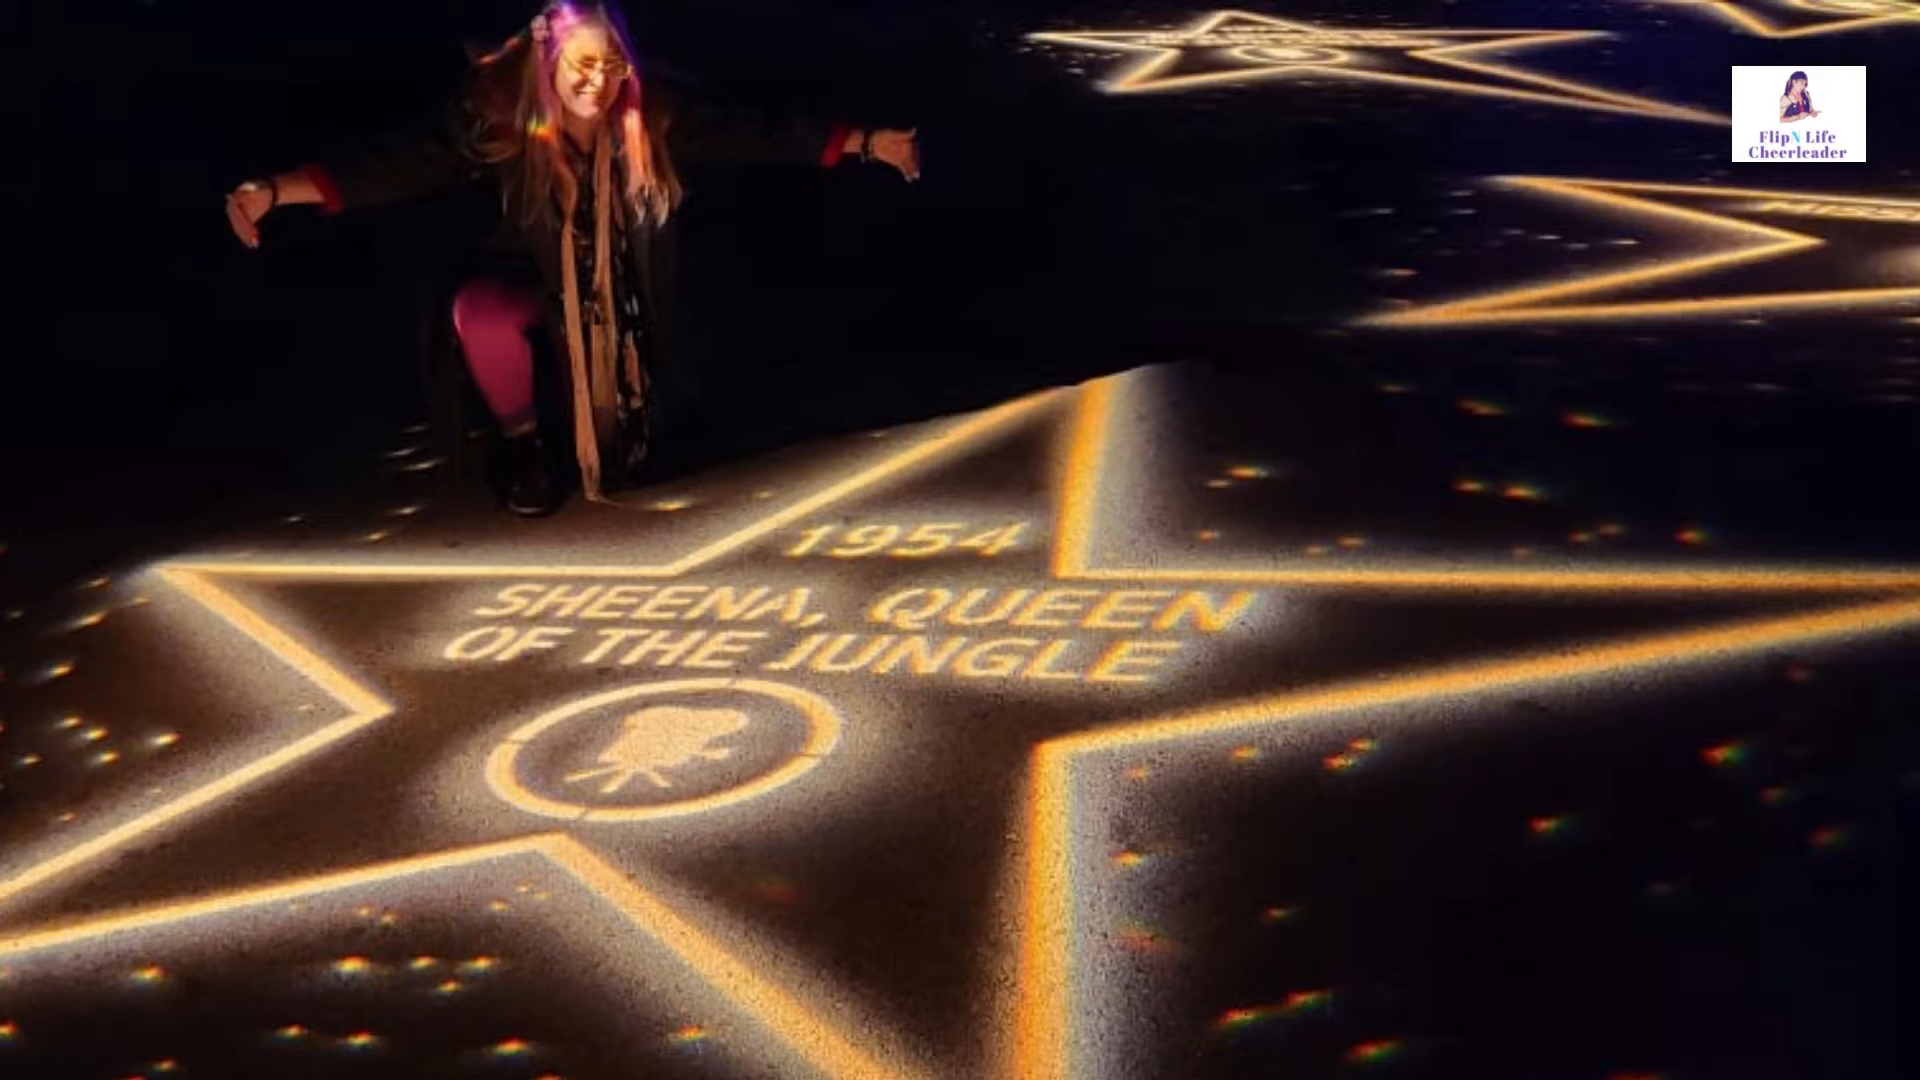 FlipN Life
Cheerleader
1954
SHEENA, QUEEN
OF THE JUNGLE